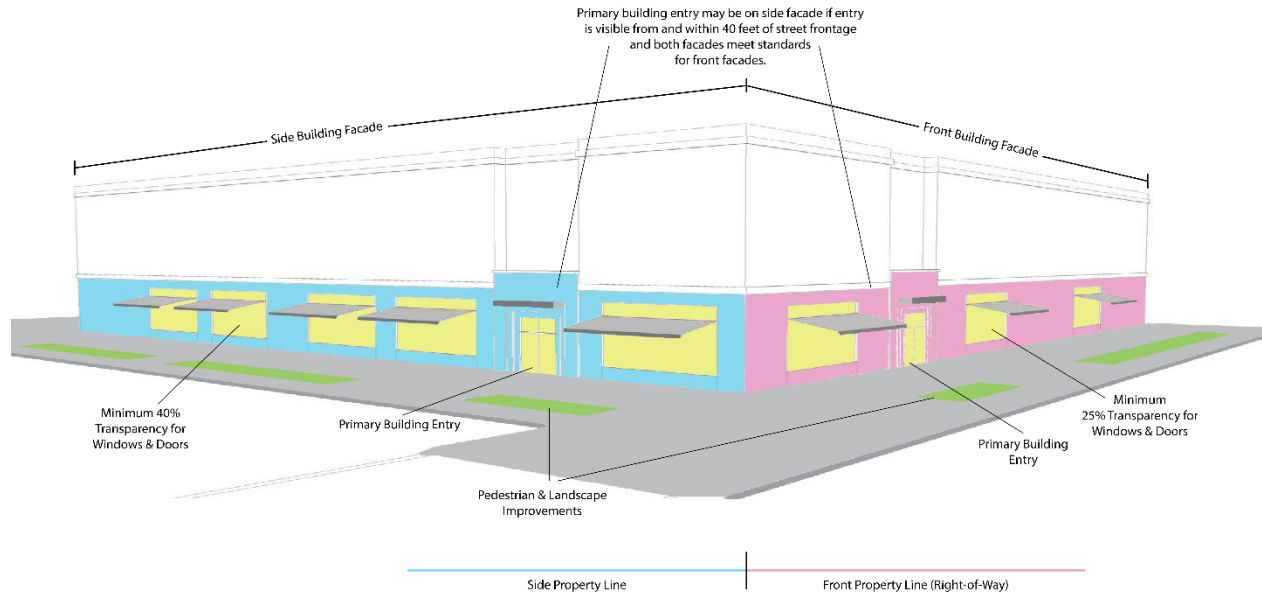 Primary building entry may be on side facade if entry
is visible from and within 40 feet of street frontage
and both facades meet standards
for front facades.
Side Building Facade
Front Building Facade
Minimum 40%
Transparency for
Windows & Doors
Primary Building Entry
Pedestrian & Landscape
Improvements
Primary Building
Entry
Minimum
25% Transparency for
Windows & Doors
Side Property Line
Front Property Line (Right-of-Way)